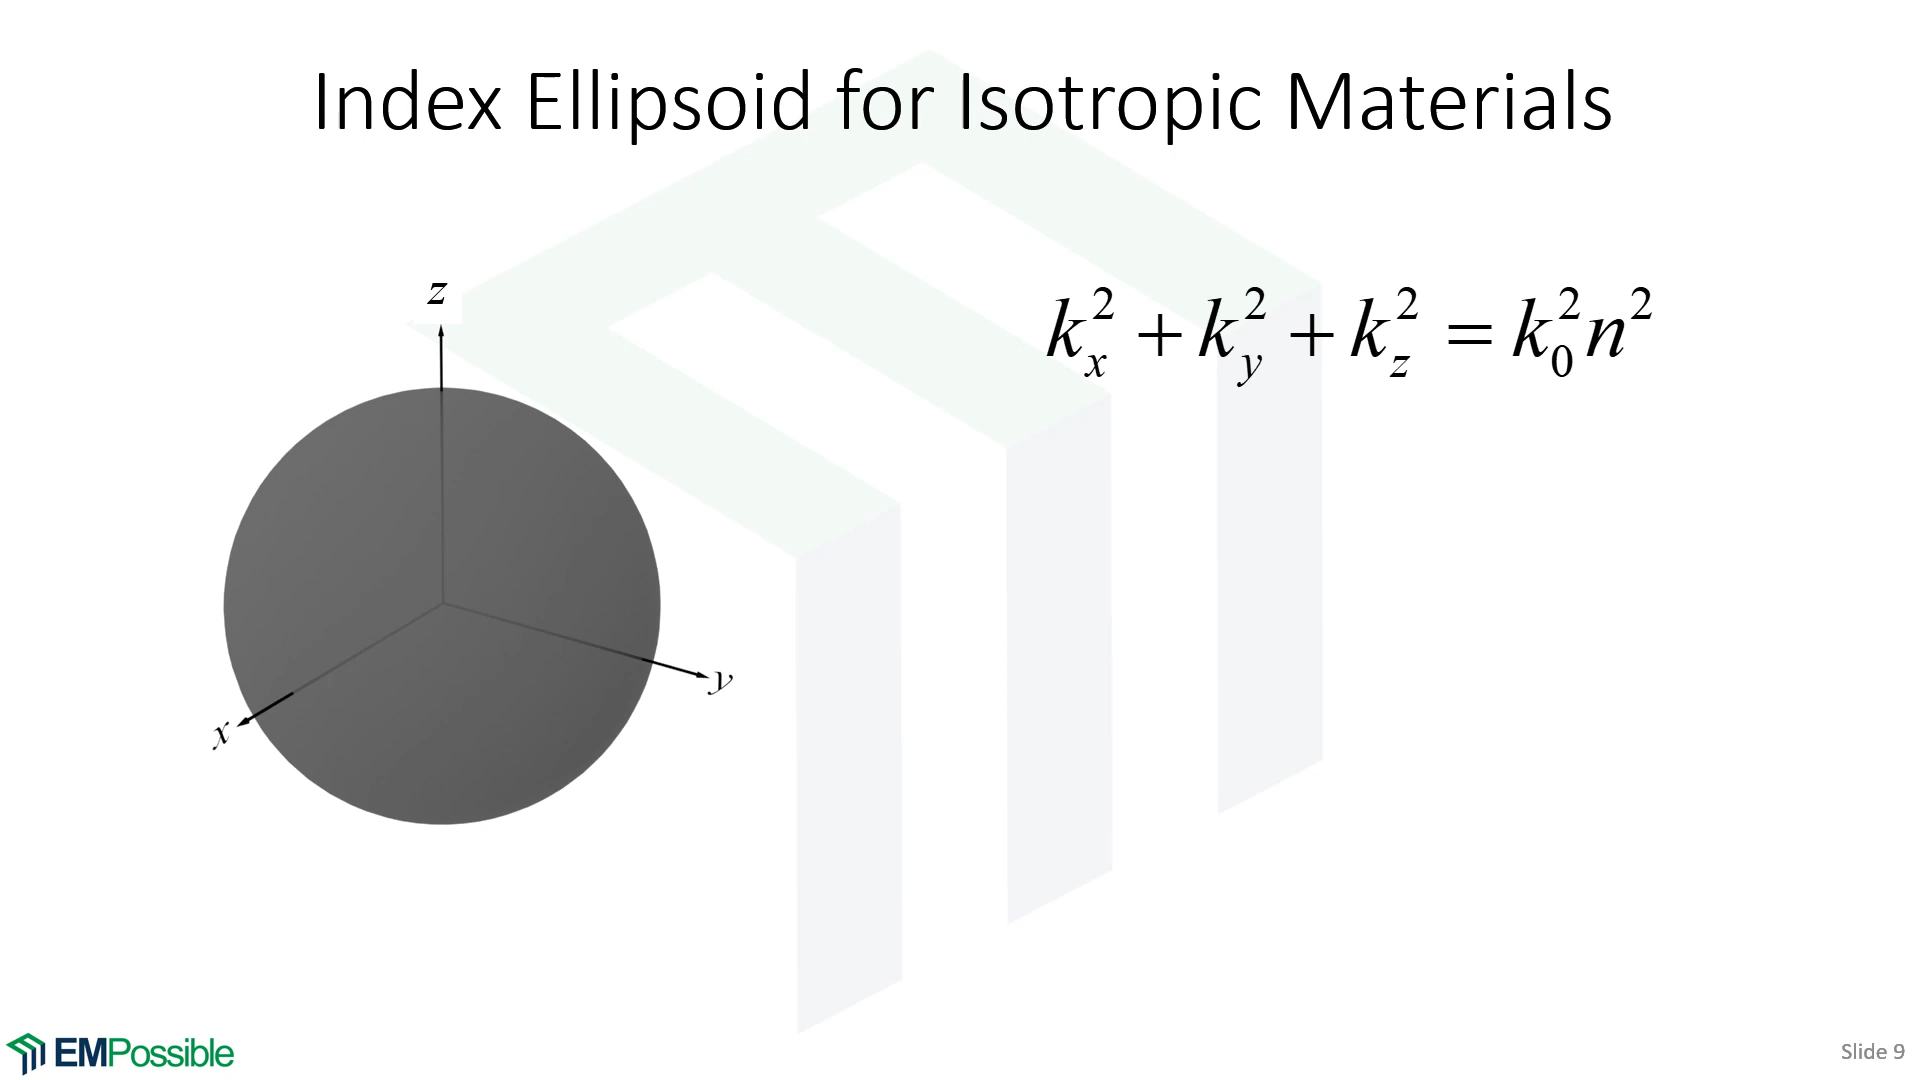 Index Ellipsoid for Isotropic Materials
z
k_x^2 + k_y^2 + k_z^2 = k_0^2 n^2
y
x
EMPossible
Slide 9